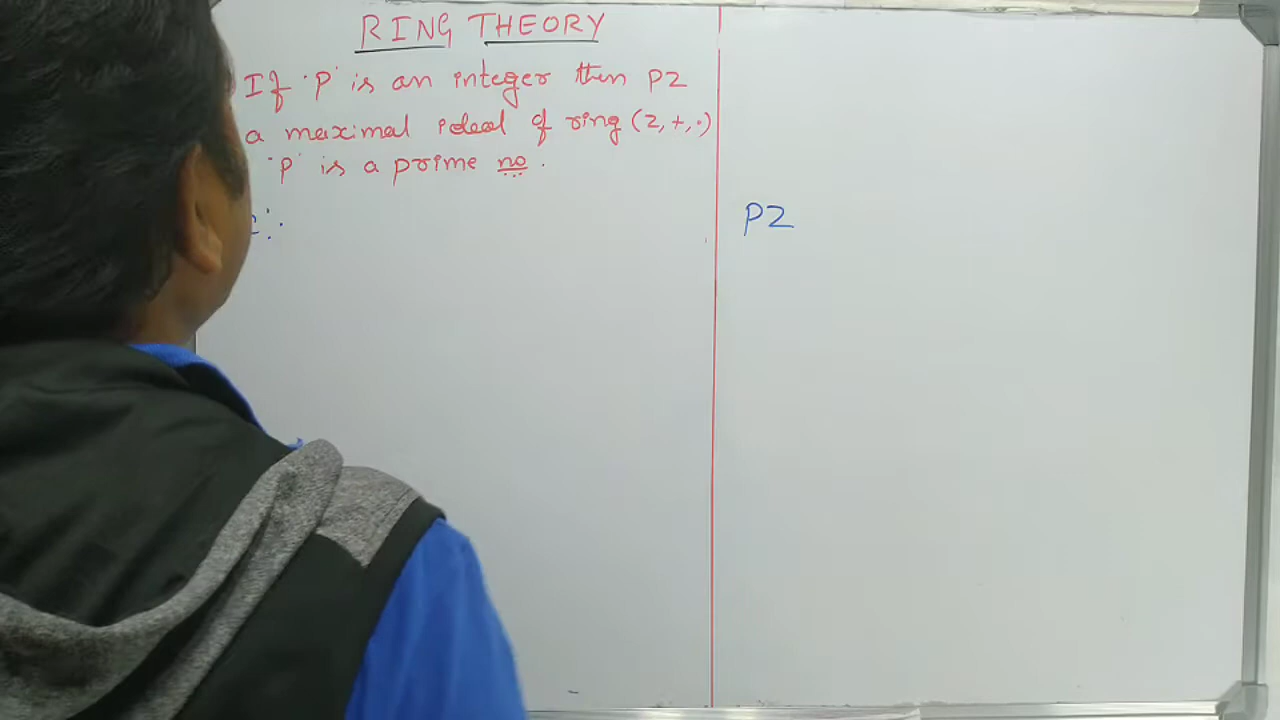 RING THEORY
If 'P' is an integer then PZ
a maximal ideal of ring (Z,+,·)
'P' is a prime no.
PZ